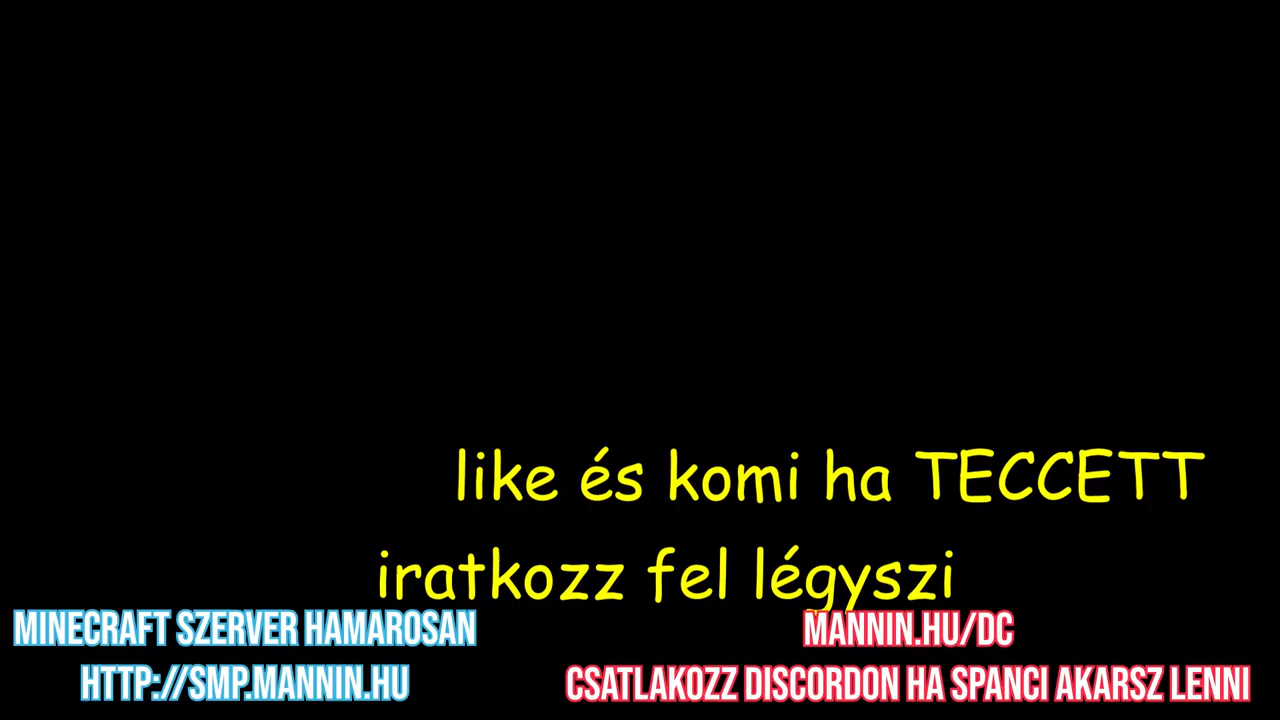 like és komi ha TECCETT
iratkozz fel légyszi
MINECRAFT SZERVER HAMAROSAN
HTTP://SMP.MANNIN.HU
MANNIN.HU/DC
CSATLAKOZZ DISCORDON HA SPANCI AKARSZ LENNI